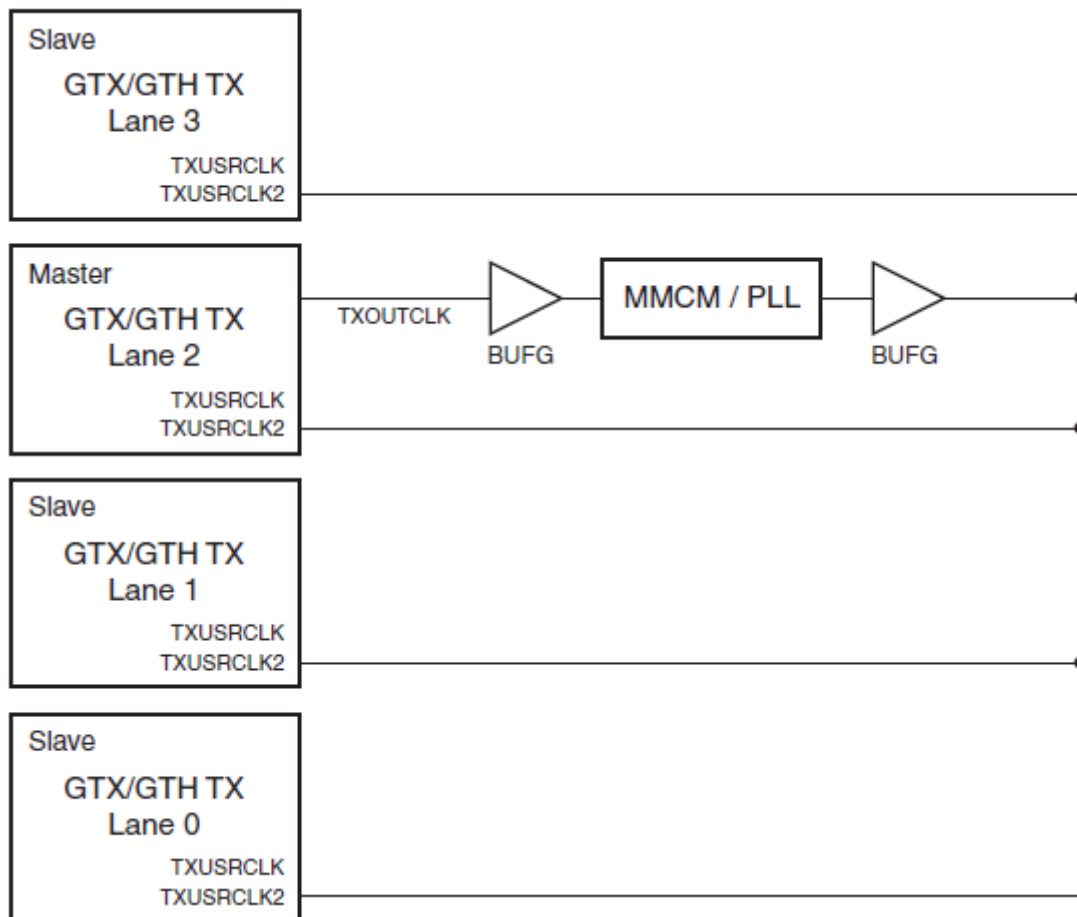 Slave
GTX/GTH TX
Lane 3
TXUSRCLK
TXUSRCLK2
Master
GTX/GTH TX
Lane 2
TXOUTCLK
BUFG
MMCM / PLL
BUFG
TXUSRCLK
TXUSRCLK2
Slave
GTX/GTH TX
Lane 1
TXUSRCLK
TXUSRCLK2
Slave
GTX/GTH TX
Lane 0
TXUSRCLK
TXUSRCLK2